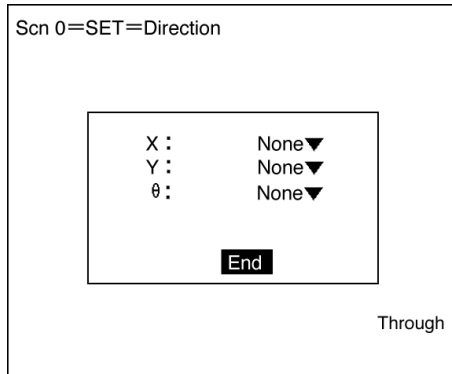 Scn 0=SET=Direction
X: None▼
Y: None▼
θ: None▼
End
Through